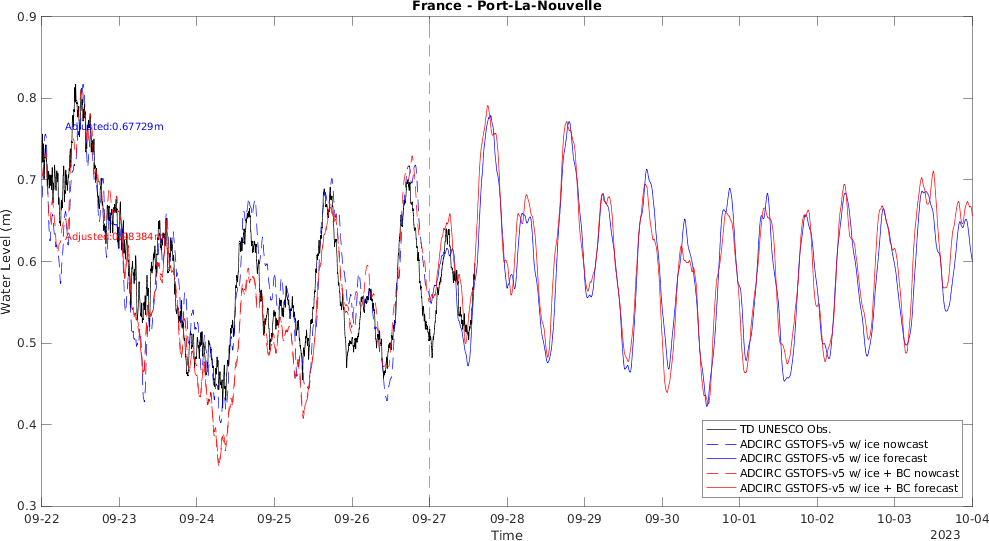 France - Port-La-Nouvelle
0.9
0.8
0.7
0.6
0.5
0.4
0.3
Water Level (m)
Adjusted:0.67729m
TD UNESCO Obs.
ADCIRC GSTOFS-v5 w/ ice nowcast
ADCIRC GSTOFS-v5 w/ ice forecast
ADCIRC GSTOFS-v5 w/ ice + BC nowcast
ADCIRC GSTOFS-v5 w/ ice + BC forecast
09-22 09-23 09-24 09-25 09-26 09-27 09-28 09-29 09-30 10-01 10-02 10-03 10-04
Time
2023